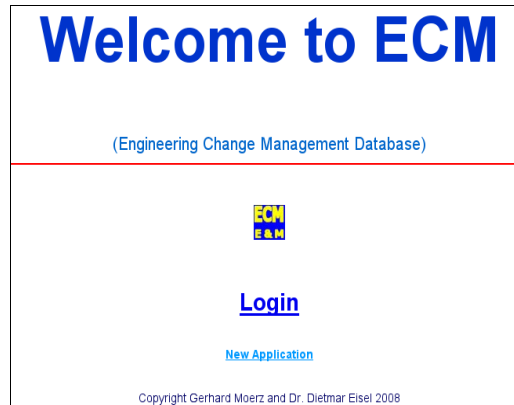 Welcome to ECM
(Engineering Change Management Database)
ECM
E & M
Login
New Application
Copyright Gerhard Moerz and Dr. Dietmar Eisel 2008